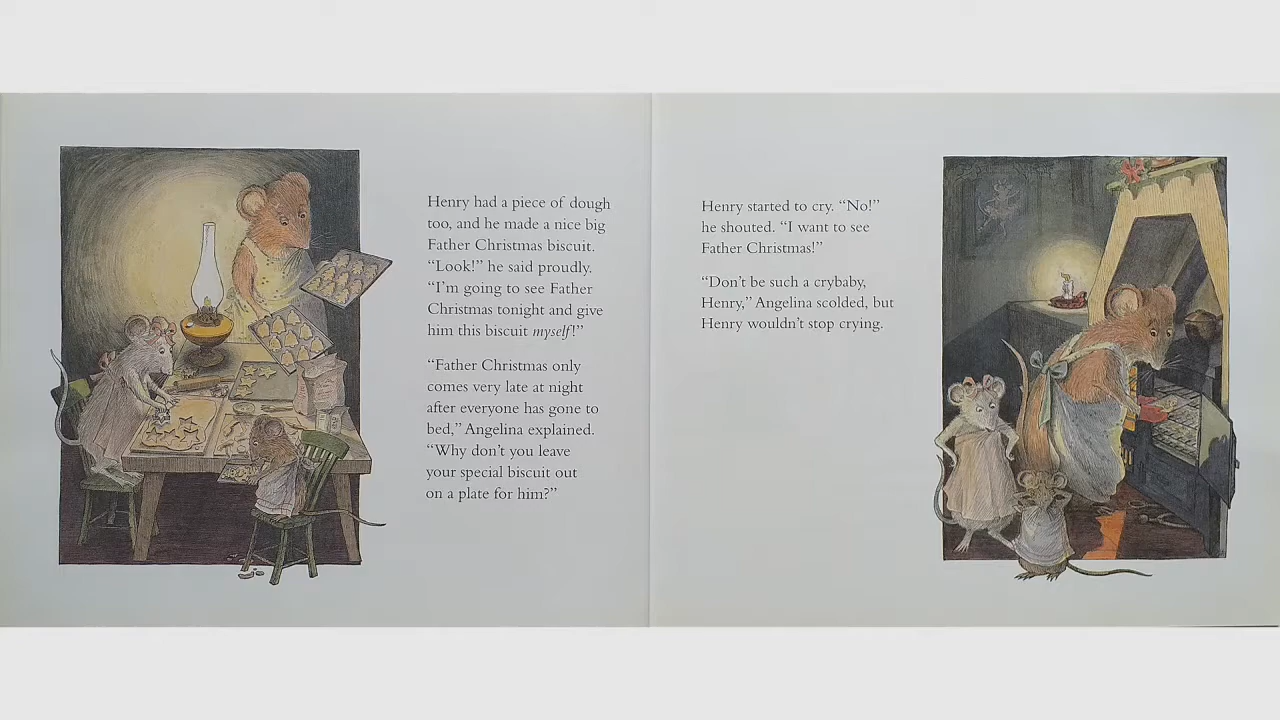 Henry had a piece of dough
too, and he made a nice big
Father Christmas biscuit.
“Look!” he said proudly.
“I’m going to see Father
Christmas tonight and give
him this biscuit myself!”
“Father Christmas only
comes very late at night
after everyone has gone to
bed,” Angelina explained.
“Why don’t you leave
your special biscuit out
on a plate for him?”
Henry started to cry. “No!”
he shouted. “I want to see
Father Christmas!”
“Don’t be such a crybaby,
Henry,” Angelina scolded, but
Henry wouldn’t stop crying.